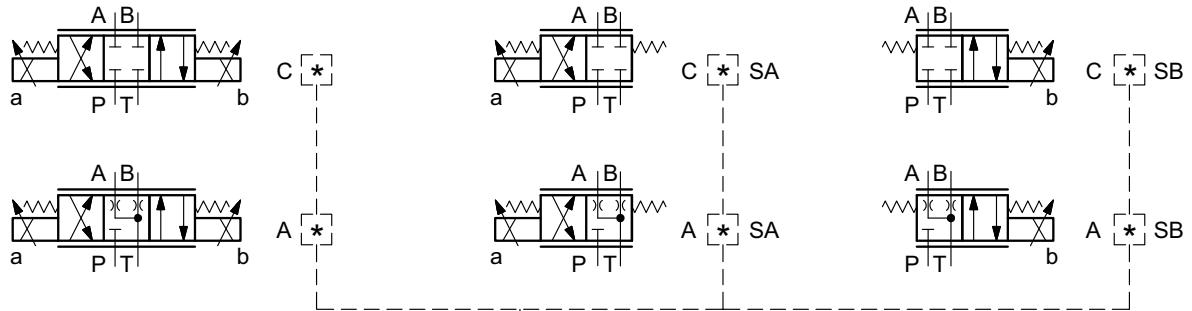 A B A B A B
C * C * SA C * SB
a P T b a P T P T b
A B A B A B
A * A * SA A * SB
a P T b a P T P T b